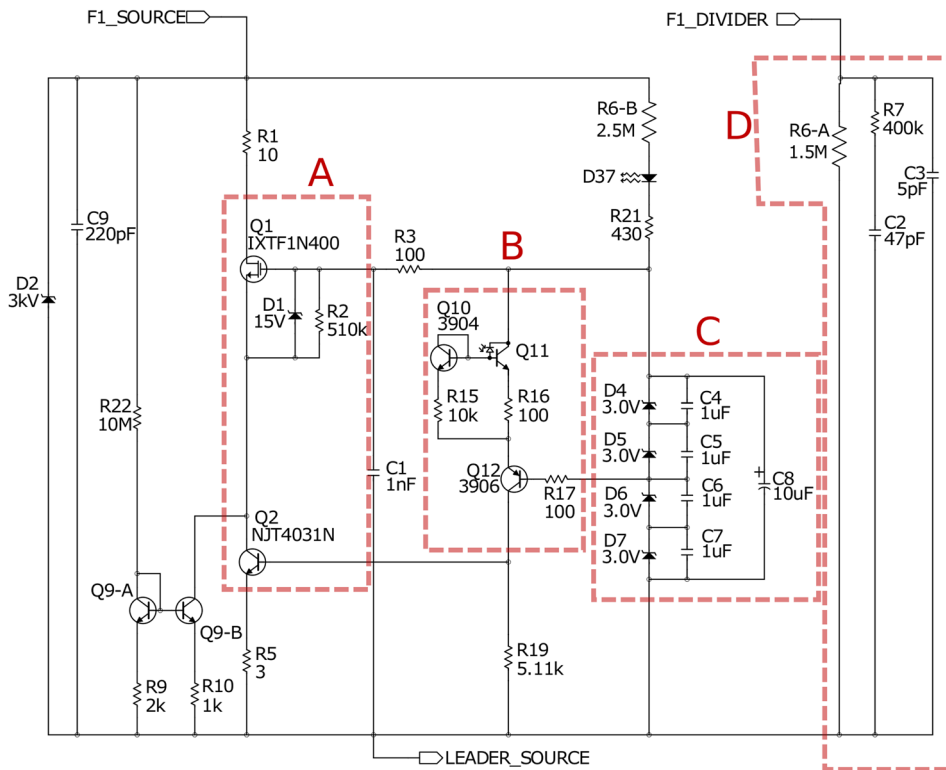 F1_SOURCE
F1_DIVIDER
R1
10
R6-B
2.5M
D
R6-A
1.5M
R7
400k
C3
5pF
A
D37
C9
220pF
Q1
IXTF1N400
R3
100
B
R21
430
C2
47pF
D2
3kV
D1
15V
R2
510k
Q10
3904
Q11
C
R22
10M
R15
10k
R16
100
D4
3.0V
C4
1uF
D5
3.0V
C5
1uF
C1
1nF
Q12
3906
R17
100
D6
3.0V
C6
1uF
+
C8
10uF
Q2
NJT4031N
D7
3.0V
C7
1uF
Q9-A
Q9-B
R5
3
R19
5.11k
R9
2k
R10
1k
LEADER_SOURCE